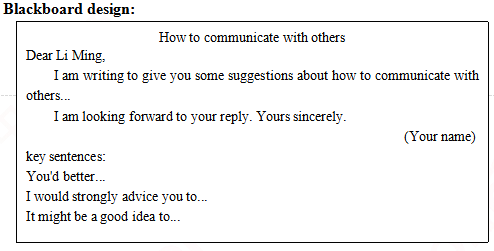 Blackboard design:
How to communicate with others
Dear Li Ming,
I am writing to give you some suggestions about how to communicate with
others...
I am looking forward to your reply. Yours sincerely.
(Your name)
key sentences:
You'd better...
I would strongly advice you to...
It might be a good idea to...